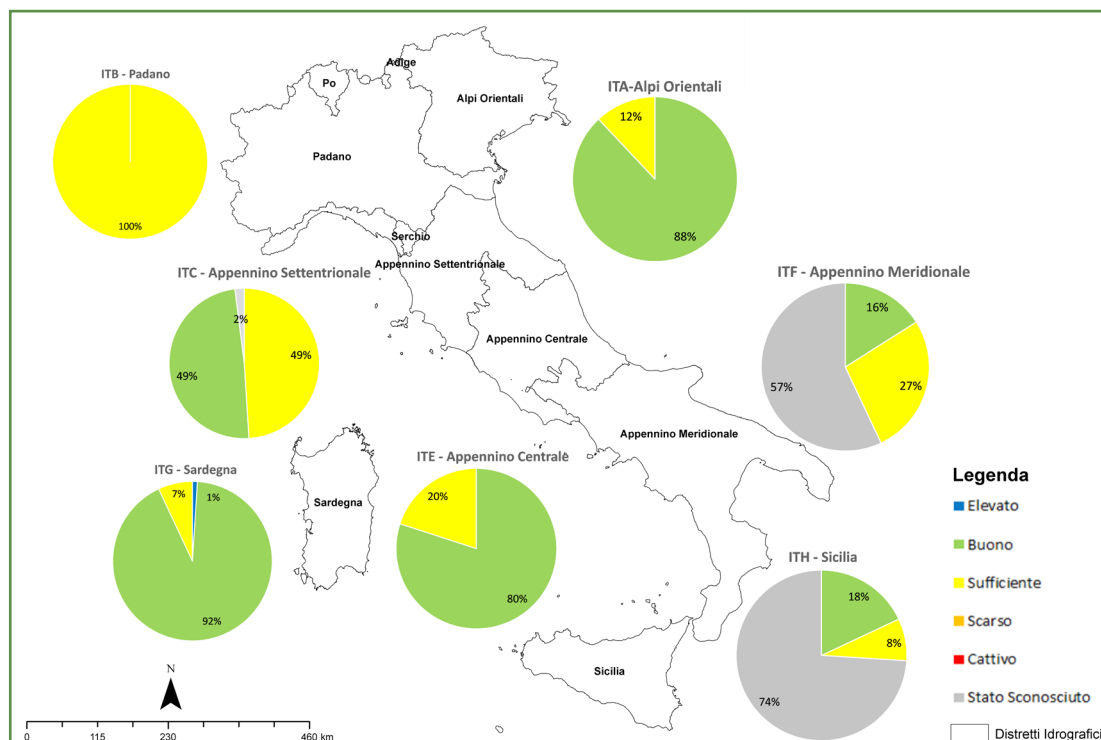 ITB - Padano
100%
ITA-Alpi Orientali
12%
88%
Adige
Po
Alpi Orientali
Padano
Serchio
Appennino Settentrionale
ITC - Appennino Settentrionale
2%
49%
49%
ITF - Appennino Meridionale
16%
57%
27%
Appennino Centrale
Appennino Meridionale
ITG - Sardegna
7%
1%
92%
Sardegna
ITE - Appennino Centrale
20%
80%
ITH - Sicilia
18%
8%
74%
Sicilia
Legenda
Elevato
Buono
Sufficiente
Scarso
Cattivo
Stato Sconosciuto
Distretti Idrografici
N
0 115 230 460 km